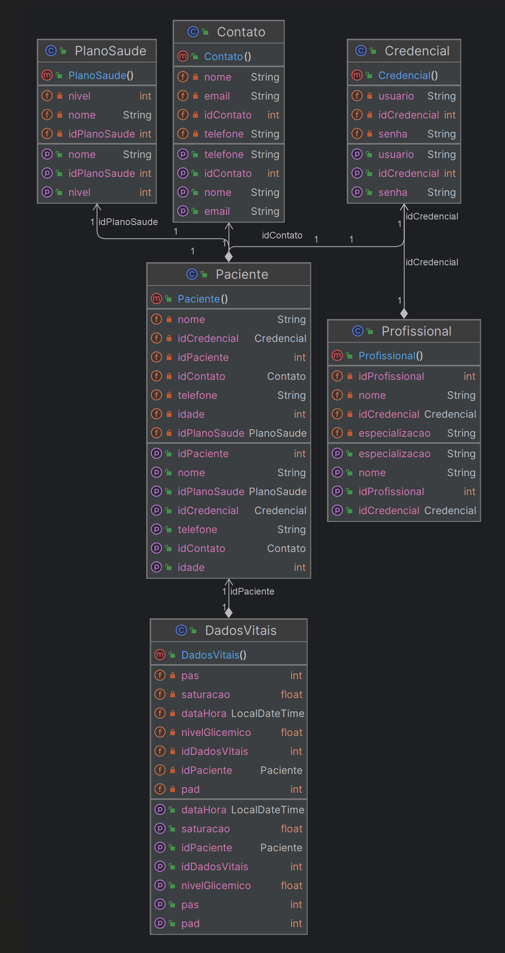 PlanoSaude
PlanoSaude()
nivel int
nome String
idPlanoSaude int
nome String
idPlanoSaude int
nivel int
Contato
Contato()
nome String
email String
idContato int
telefone String
telefone String
idContato int
nome String
email String
Credencial
Credencial()
usuario String
idCredencial int
senha String
usuario String
idCredencial int
senha String
1 idPlanoSaude
1
1
1
idContato
1
1
1
idCredencial
idCredencial
1
Paciente
Paciente()
nome String
idCredencial Credencial
idPaciente int
idContato Contato
telefone String
idade int
idPlanoSaude PlanoSaude
idPaciente int
nome String
idPlanoSaude PlanoSaude
idCredencial Credencial
telefone String
idContato Contato
idade int
Profissional
Profissional()
idProfissional int
nome String
idCredencial Credencial
especializacao String
especializacao String
nome String
idProfissional int
idCredencial Credencial
1 idPaciente
1
DadosVitais
DadosVitais()
pas int
saturacao float
dataHora LocalDateTime
nivelGlicemico float
idDadosVitais int
idPaciente Paciente
pad int
dataHora LocalDateTime
saturacao float
idPaciente Paciente
idDadosVitais int
nivelGlicemico float
pas int
pad int